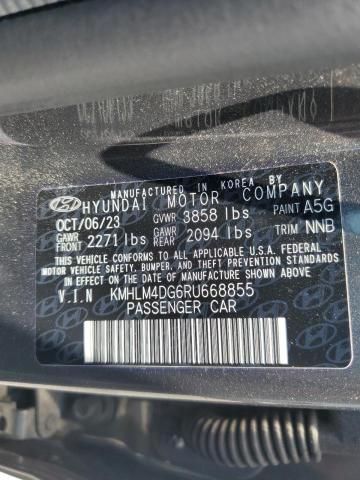 MANUFACTURED IN KOREA BY
HYUNDAI MOTOR COMPANY
OCT/06/23 GVWR 3858 lbs PAINT A5G
GAWR FRONT 2271 lbs GAWR REAR 2094 lbs TRIM NNB
THIS VEHICLE CONFORMS TO ALL APPLICABLE U.S.A. FEDERAL
MOTOR VEHICLE SAFETY, BUMPER, AND THEFT PREVENTION STANDARDS
IN EFFECT ON THE DATE OF MANUFACTURE SHOWN ABOVE.
V.I.N KMHLM4DG6RU668855
PASSENGER CAR